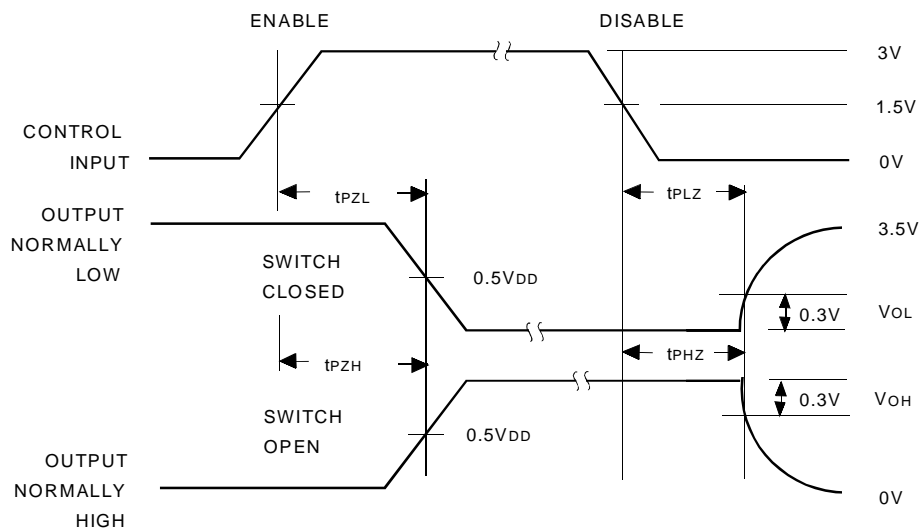 ENABLE
DISABLE
3V
1.5V
CONTROL
INPUT
0V
tPZL
tPLZ
OUTPUT
NORMALLY
LOW
3.5V
SWITCH
CLOSED
0.5VDD
0.3V
VOL
tPZH
tPHZ
0.3V
VOH
SWITCH
OPEN
0.5VDD
OUTPUT
NORMALLY
HIGH
0V